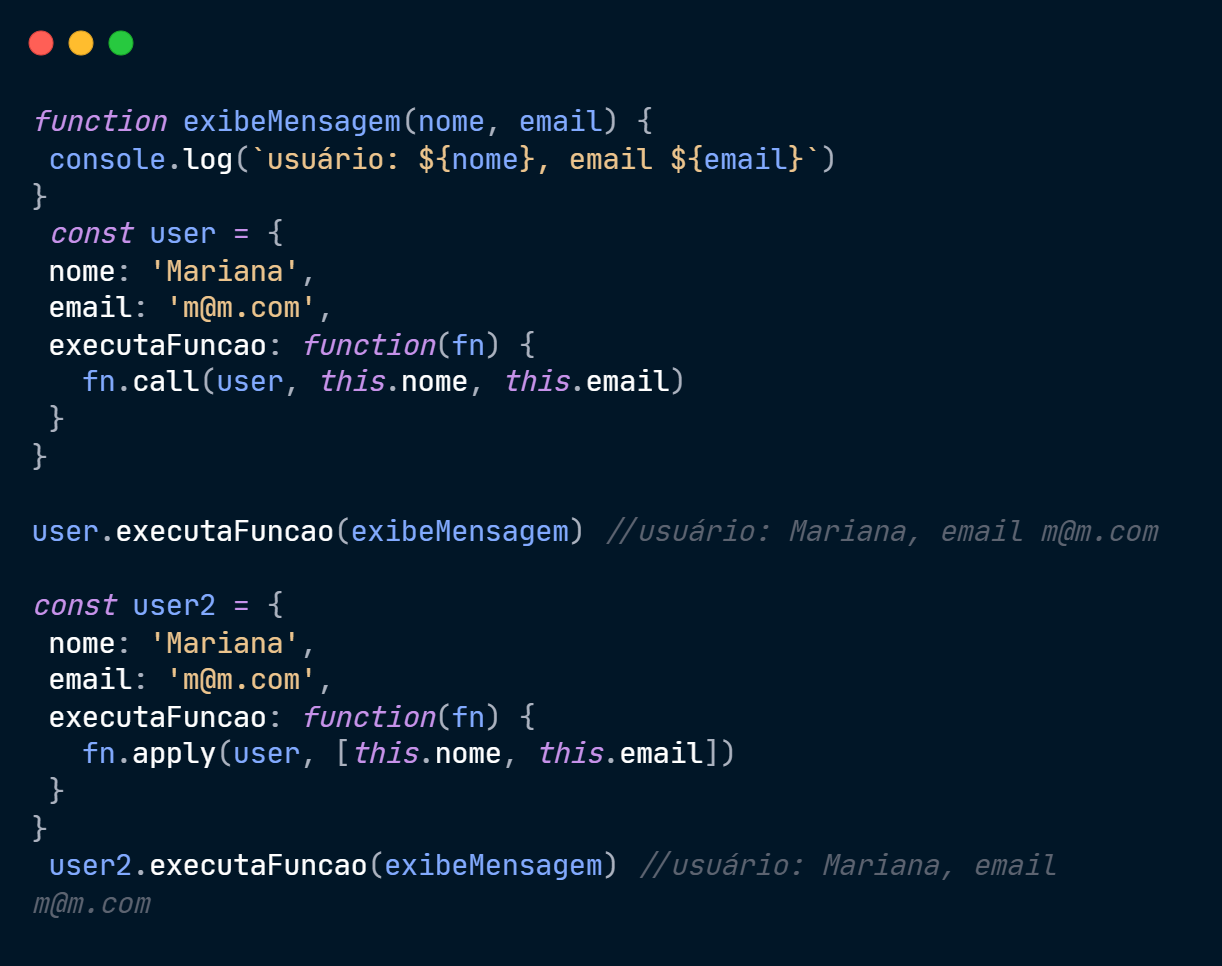 function exibeMensagem(nome, email) {
 console.log(`usuário: ${nome}, email ${email}`)
}
 const user = {
 nome: 'Mariana',
 email: 'm@m.com',
 executaFuncao: function(fn) {
   fn.call(user, this.nome, this.email)
 }
}

user.executaFuncao(exibeMensagem) //usuário: Mariana, email m@m.com

const user2 = {
 nome: 'Mariana',
 email: 'm@m.com',
 executaFuncao: function(fn) {
   fn.apply(user, [this.nome, this.email])
 }
}
 user2.executaFuncao(exibeMensagem) //usuário: Mariana, email
m@m.com